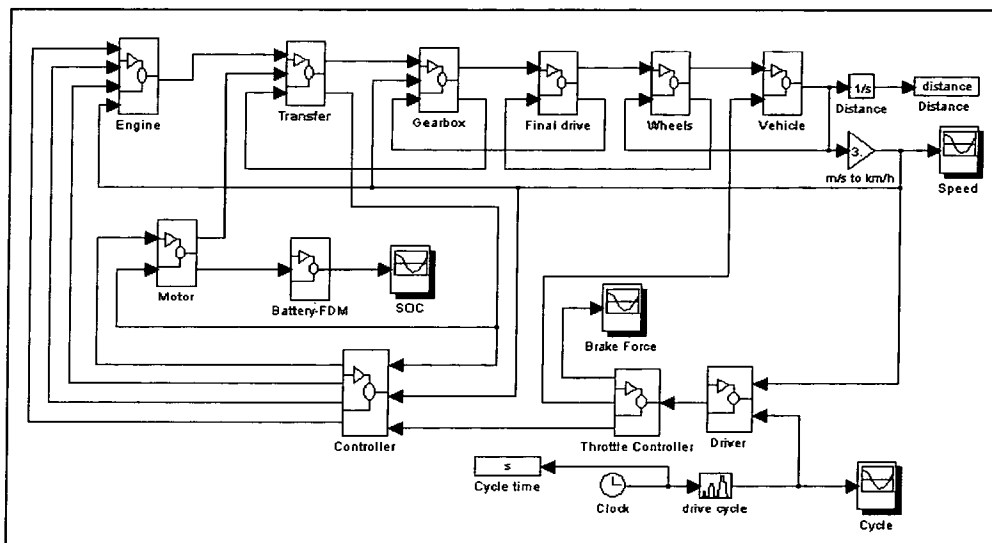 Engine
Transfer
Gearbox
Final drive
Wheels
Vehicle
1/s
Distance
distance
Distance
3.
m/s to km/h
Speed
Motor
Battery-FDM
SOC
Brake Force
Controller
Throttle Controller
Driver
s
Cycle time
Clock
drive cycle
Cycle